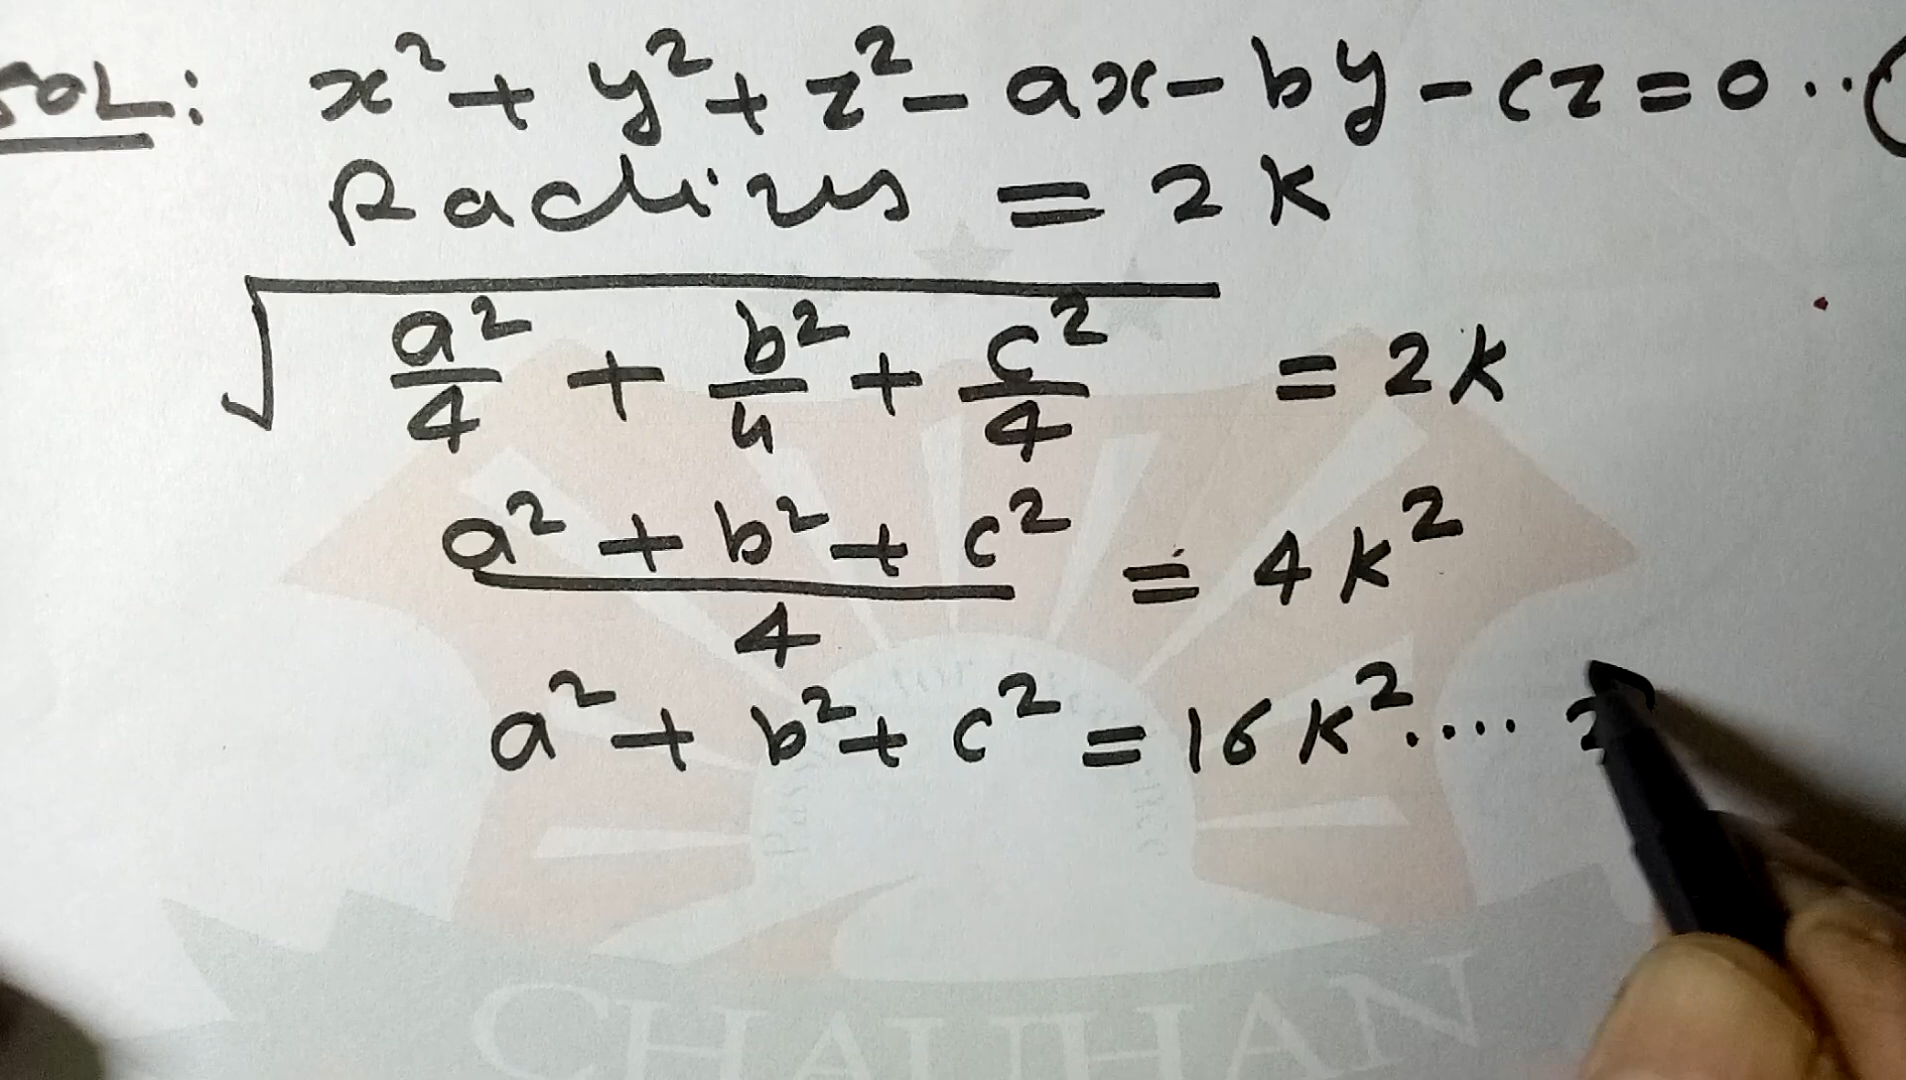 SOL: x² + y² + z² - ax - by - cz = 0 ..
Radius = 2k
√(a²/4 + b²/4 + c²/4) = 2k
(a² + b² + c²)/4 = 4k²
a² + b² + c² = 16k² .... 2
CHAUHAN